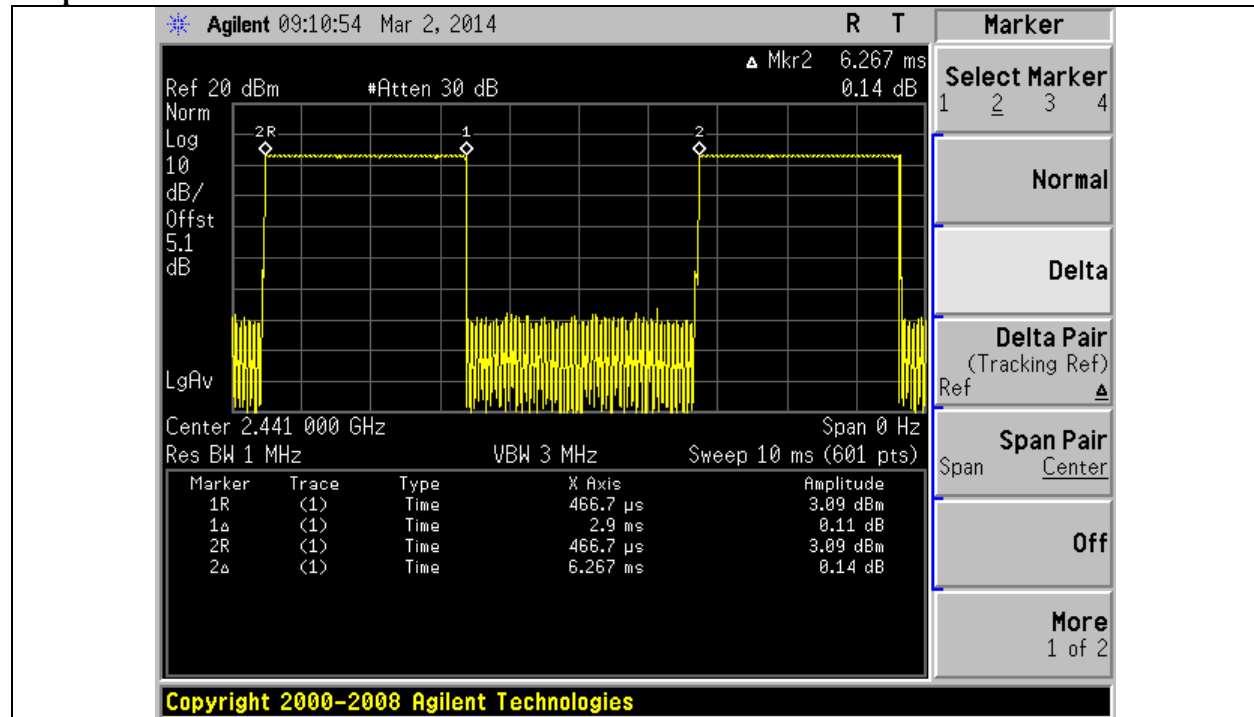 Agilent 09:10:54 Mar 2, 2014 R T
Marker
Δ Mkr2 6.267 ms
Ref 20 dBm #Atten 30 dB 0.14 dB
Norm
Log
10
dB/
Offst
5.1
dB
LgAv
2R 1 2
Center 2.441 000 GHz Span 0 Hz
Res BW 1 MHz VBW 3 MHz Sweep 10 ms (601 pts)
Marker Trace Type X Axis Amplitude
1R (1) Time 466.7 µs 3.09 dBm
1Δ (1) Time 2.9 ms 0.11 dB
2R (1) Time 466.7 µs 3.09 dBm
2Δ (1) Time 6.267 ms 0.14 dB
Select Marker
1 2 3 4
Normal
Delta
Delta Pair
(Tracking Ref)
Ref Δ
Span Pair
Span Center
Off
More
1 of 2
Copyright 2000-2008 Agilent Technologies